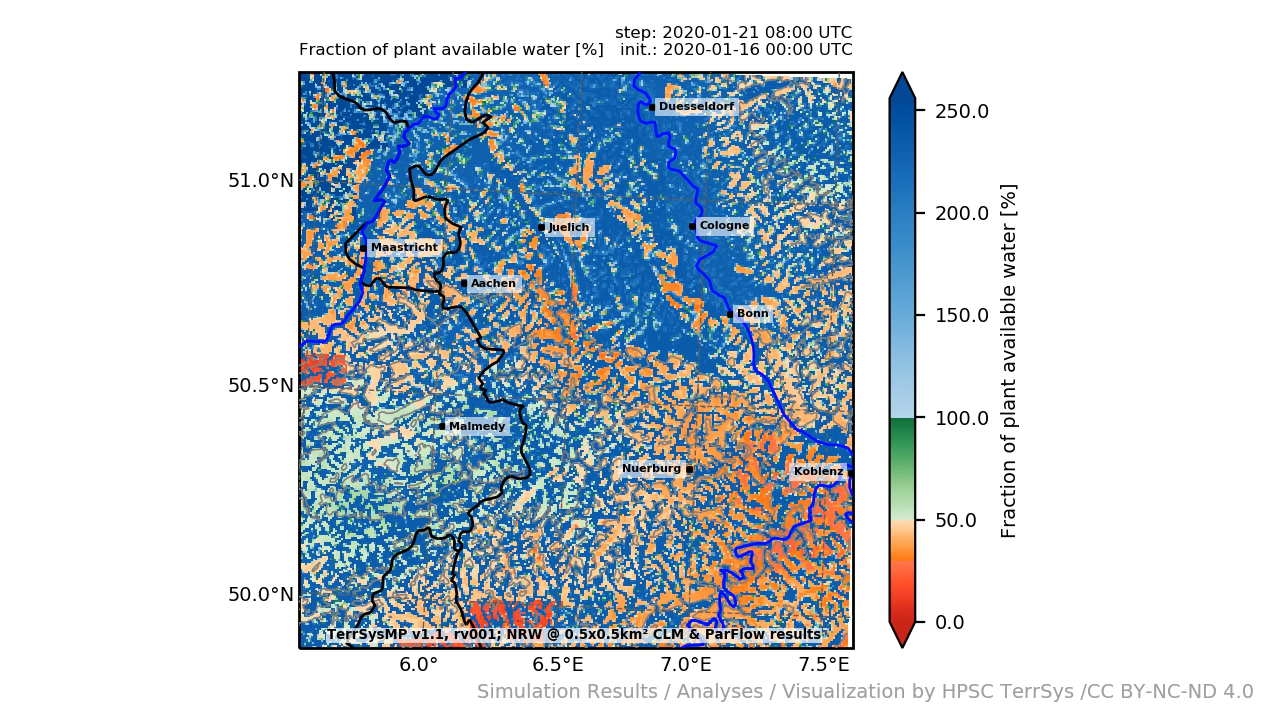 step: 2020-01-21 08:00 UTC
Fraction of plant available water [%] init.: 2020-01-16 00:00 UTC
Duesseldorf
51.0°N
Juelich
Cologne
Maastricht
Aachen
Bonn
50.5°N
Malmedy
Nuerburg
Koblenz
50.0°N
TerrSysMP v1.1, rv001; NRW @ 0.5x0.5km² CLM & ParFlow results
6.0° 6.5°E 7.0°E 7.5°E
250.0
200.0
150.0
100.0
50.0
0.0
Fraction of plant available water [%]
Simulation Results / Analyses / Visualization by HPSC TerrSys /CC BY-NC-ND 4.0